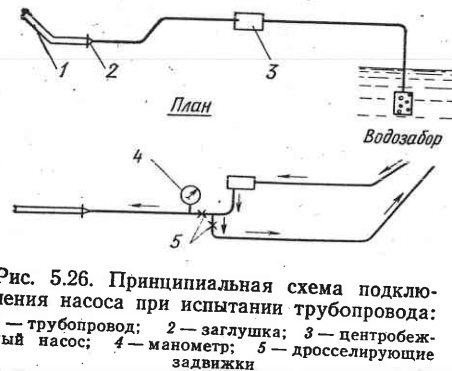 1
2
3
План
Водозабор
4
5
Рис. 5.26. Принципиальная схема подклю-
чения насоса при испытании трубопровода:
— трубопровод; 2 — заглушка; 3 — центробеж-
ный насос; 4 — манометр; 5 — дросселирующие
задвижки